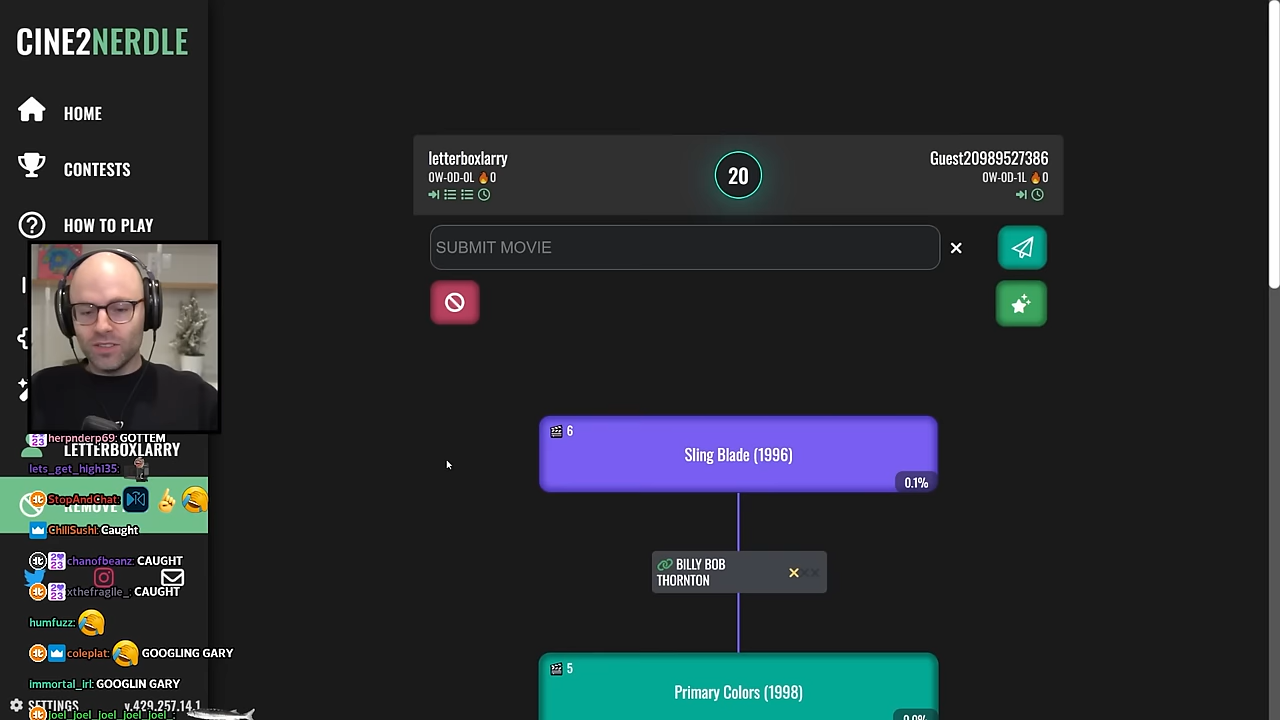 CINE2NERDLE
HOME
CONTESTS
HOW TO PLAY
letterboxlarry
0W-0D-0L 🔥0
20
Guest20989527386
0W-0D-1L 🔥0
SUBMIT MOVIE
6
Sling Blade (1996)
0.1%
BILLY BOB
THORNTON
5
Primary Colors (1998)
herpnderp69: GOTTEM
LETTERBOXLARRY
lets_get_high135:
StopAndChat:
REMOVE
ChiliSushi: Caught
chanofbeanz: CAUGHT
xthefragile_: CAUGHT
humfuzz:
coleplat: GOOGLING GARY
immortal_irl: GOOGLIN GARY
SETTINGS
v.429.257.14.1
joel_joel_joel_joel_joel_: